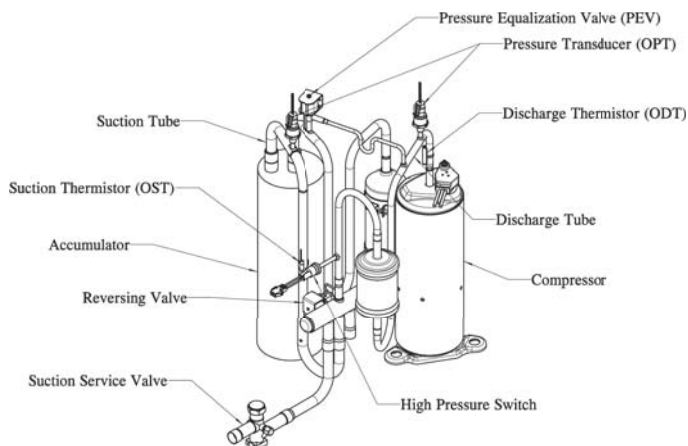 Pressure Equalization Valve (PEV)
Pressure Transducer (OPT)
Suction Tube
Discharge Thermistor (ODT)
Suction Thermistor (OST)
Discharge Tube
Accumulator
Compressor
Reversing Valve
Suction Service Valve
High Pressure Switch